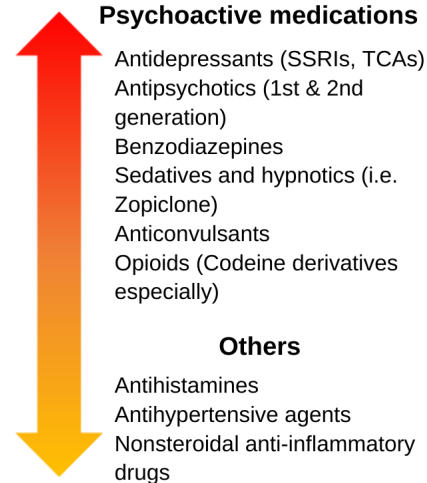 Psychoactive medications
Antidepressants (SSRIs, TCAs)
Antipsychotics (1st & 2nd
generation)
Benzodiazepines
Sedatives and hypnotics (i.e.
Zopiclone)
Anticonvulsants
Opioids (Codeine derivatives
especially)
Others
Antihistamines
Antihypertensive agents
Nonsteroidal anti-inflammatory
drugs